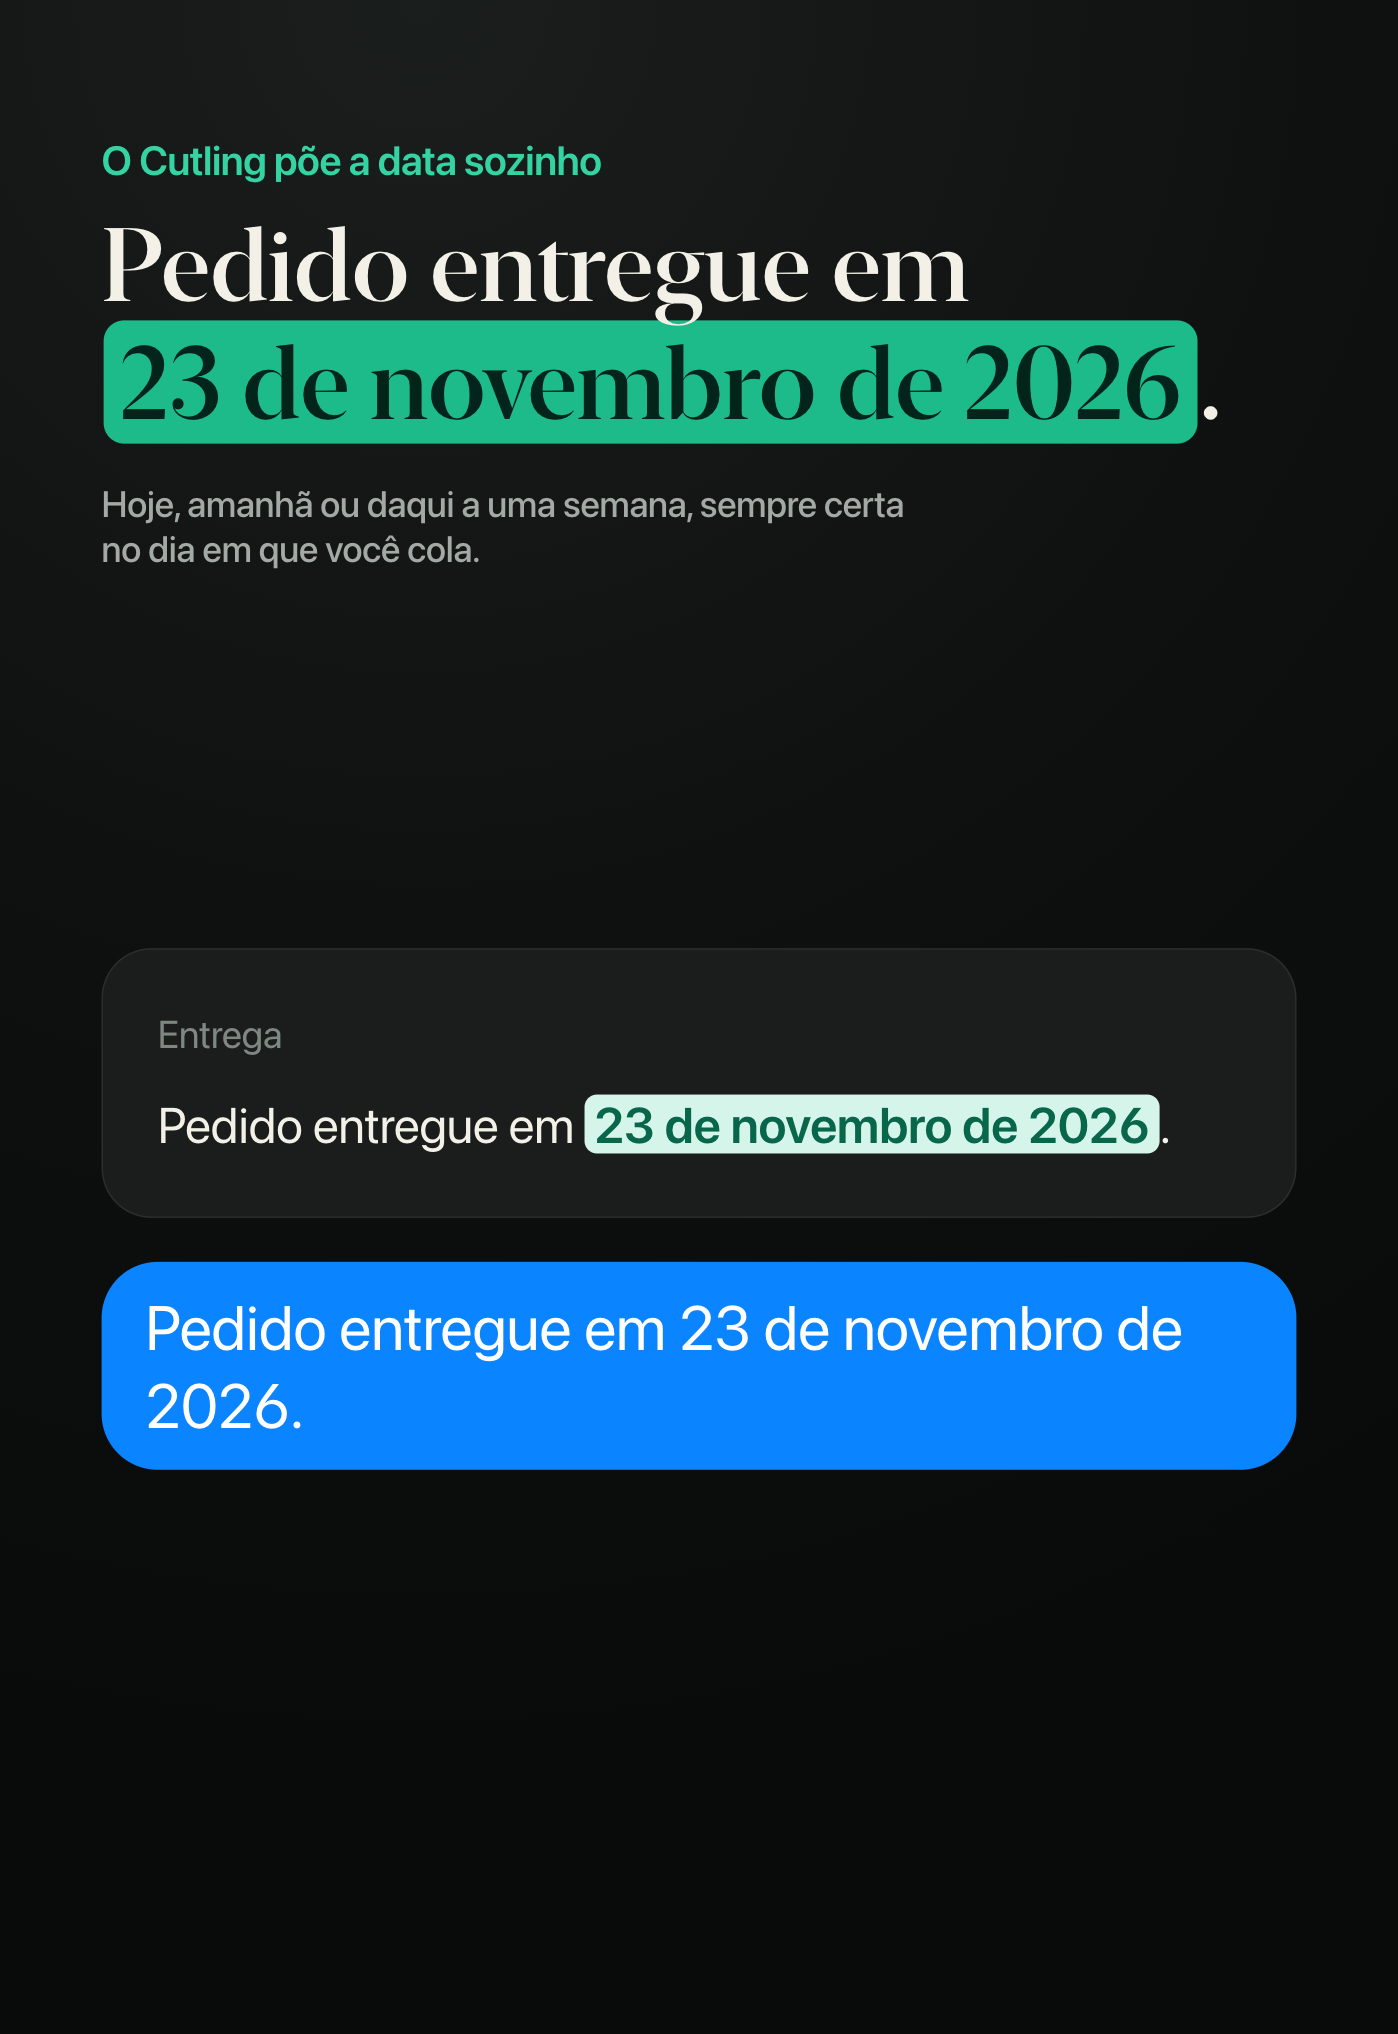 O Cutling põe a data sozinho
Pedido entregue em
23 de novembro de 2026.
Hoje, amanhã ou daqui a uma semana, sempre certa
no dia em que você cola.
Entrega
Pedido entregue em 23 de novembro de 2026.
Pedido entregue em 23 de novembro de
2026.